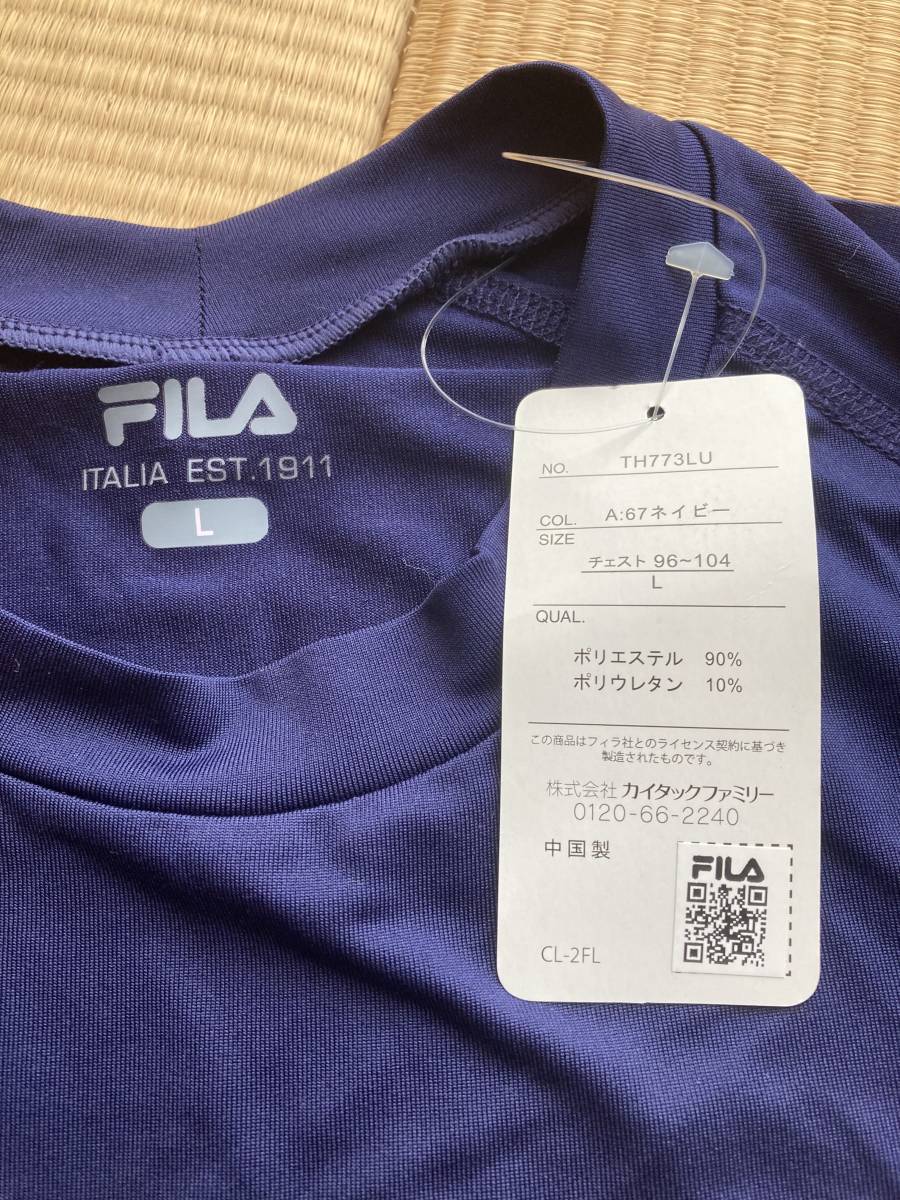 FILA
ITALIA EST.1911
L
NO. TH773LU
COL. A:67ネイビー
SIZE
チェスト 96~104
L
QUAL.
ポリエステル 90%
ポリウレタン 10%
この商品はフィラ社とのライセンス契約に基づき
製造されたものです。
株式会社 カイタックファミリー
0120-66-2240
中国製
FILA
CL-2FL